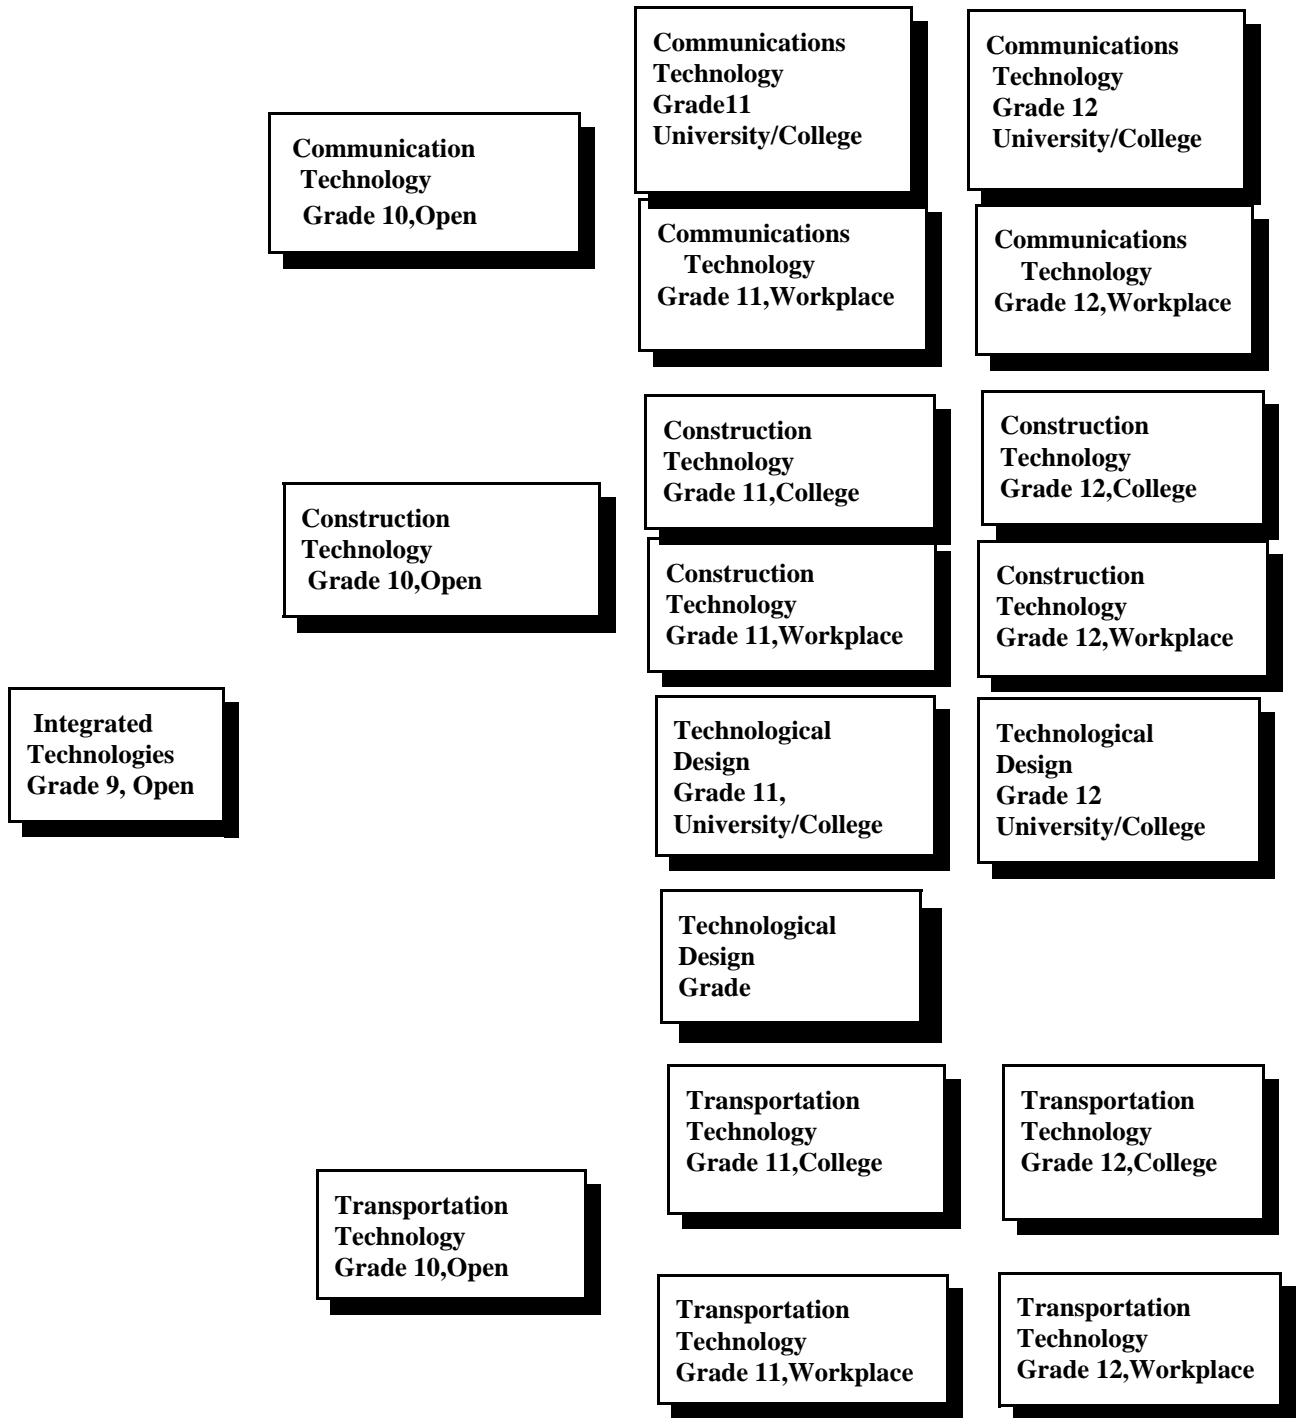 Communications
Technology
Grade11
University/College
Communications
Technology
Grade 12
University/College
Communication
Technology
Grade 10,Open
Communications
Technology
Grade 11,Workplace
Communications
Technology
Grade 12,Workplace
Construction
Technology
Grade 11,College
Construction
Technology
Grade 12,College
Construction
Technology
Grade 10,Open
Construction
Technology
Grade 11,Workplace
Construction
Technology
Grade 12,Workplace
Integrated
Technologies
Grade 9, Open
Technological
Design
Grade 11,
University/College
Technological
Design
Grade 12
University/College
Technological
Design
Grade
Transportation
Technology
Grade 11,College
Transportation
Technology
Grade 12,College
Transportation
Technology
Grade 10,Open
Transportation
Technology
Grade 11,Workplace
Transportation
Technology
Grade 12,Workplace